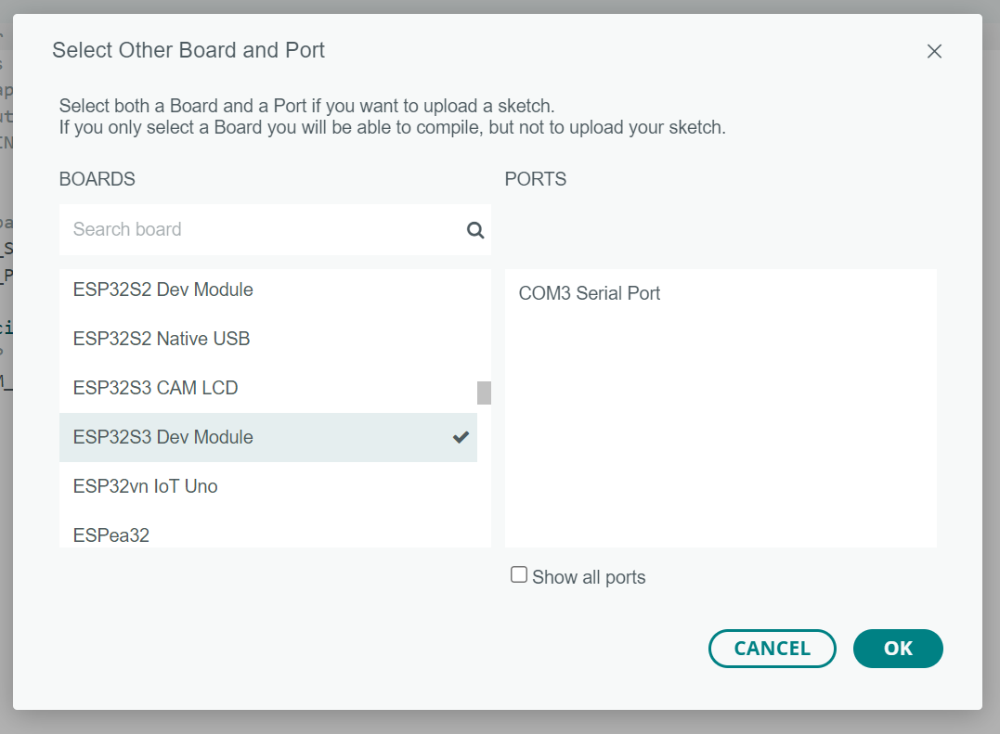 Select Other Board and Port
Select both a Board and a Port if you want to upload a sketch.
If you only select a Board you will be able to compile, but not to upload your sketch.
BOARDS
PORTS
Search board
ESP32S2 Dev Module
ESP32S2 Native USB
ESP32S3 CAM LCD
ESP32S3 Dev Module
ESP32vn IoT Uno
ESPea32
COM3 Serial Port
Show all ports
CANCEL
OK